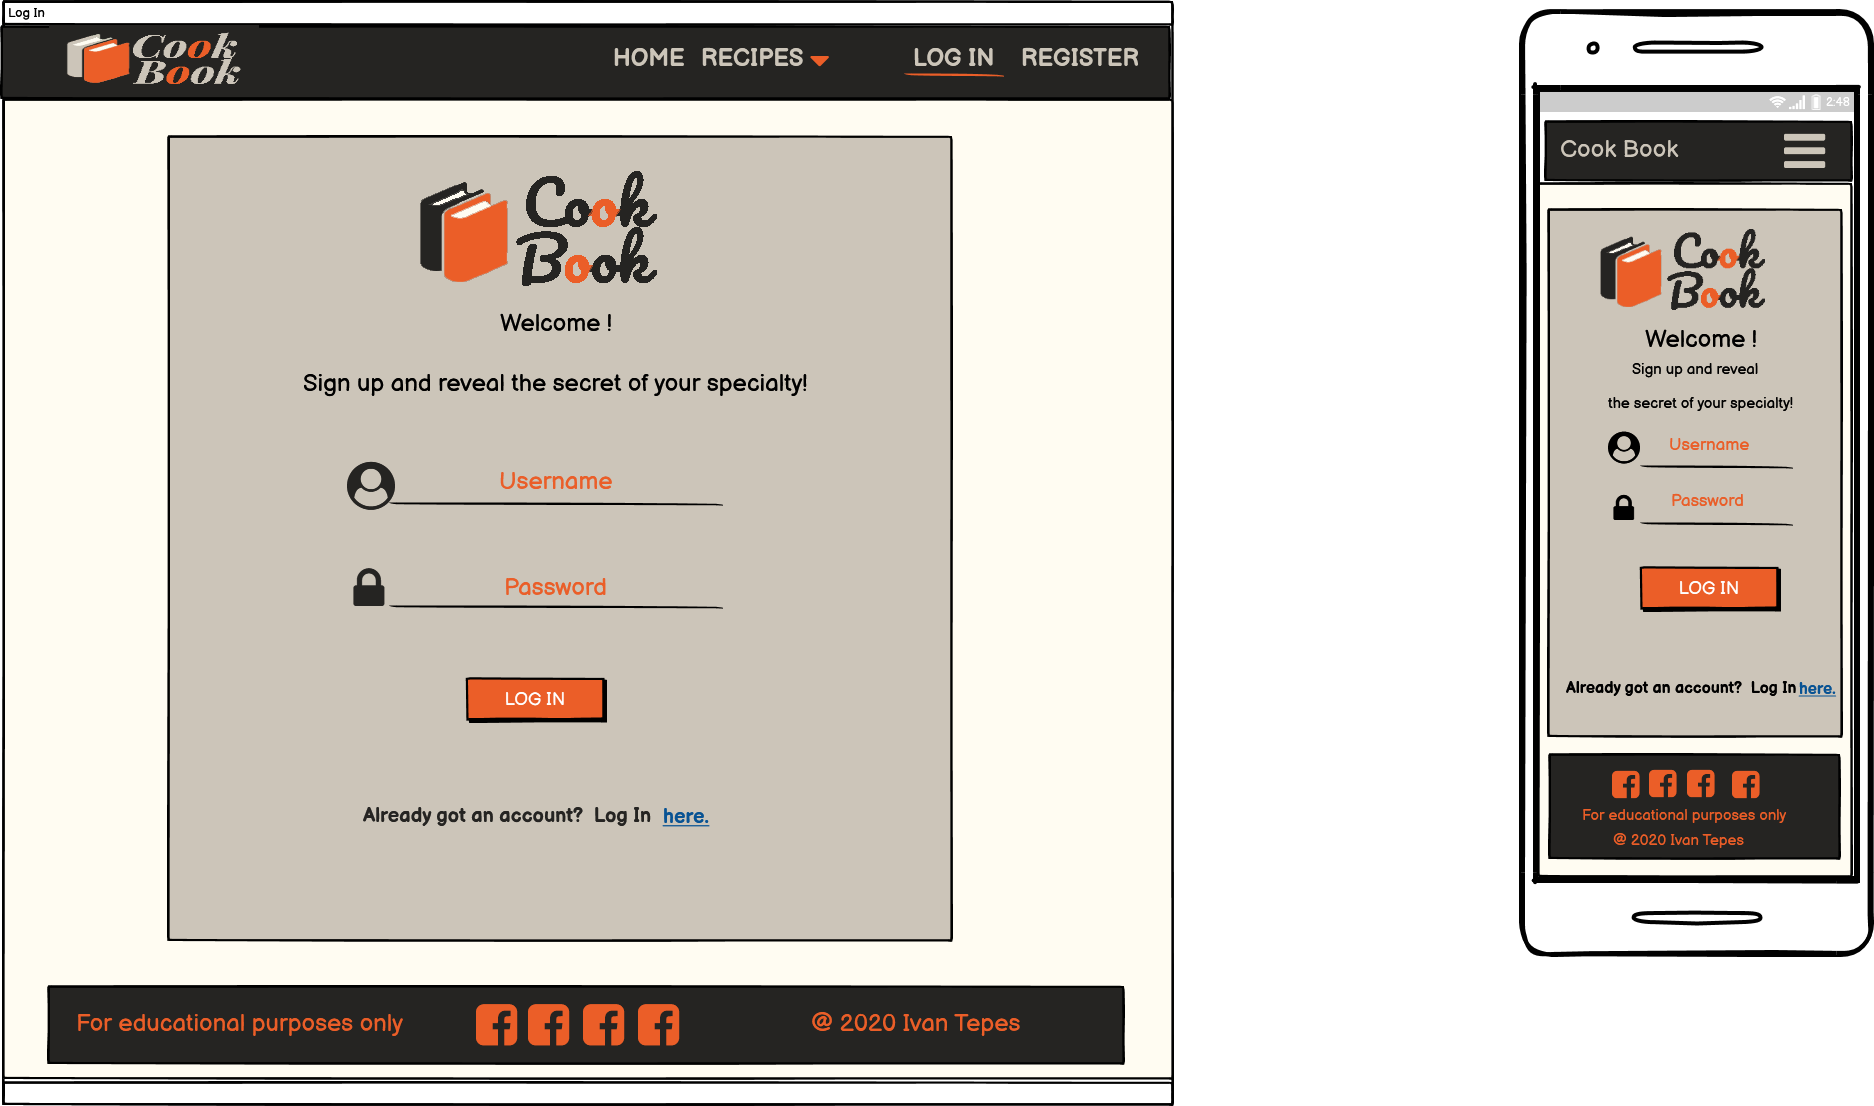 Log In
Cook
Book
HOME RECIPES LOG IN REGISTER
Cook
Book
Welcome !
Sign up and reveal the secret of your specialty!
Username
Password
LOG IN
Already got an account? Log In here.
For educational purposes only @ 2020 Ivan Tepes
2:48
Cook Book
Cook
Book
Welcome !
Sign up and reveal
the secret of your specialty!
Username
Password
LOG IN
Already got an account? Log In here.
For educational purposes only
@ 2020 Ivan Tepes